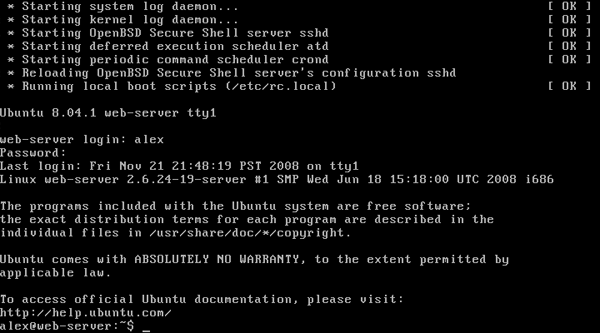 * Starting system log daemon... [ OK ]
* Starting kernel log daemon... [ OK ]
* Starting OpenBSD Secure Shell server sshd [ OK ]
* Starting deferred execution scheduler atd [ OK ]
* Starting periodic command scheduler crond [ OK ]
* Reloading OpenBSD Secure Shell server's configuration sshd
* Running local boot scripts (/etc/rc.local) [ OK ]
Ubuntu 8.04.1 web-server tty1
web-server login: alex
Password:
Last login: Fri Nov 21 21:48:19 PST 2008 on tty1
Linux web-server 2.6.24-19-server #1 SMP Wed Jun 18 15:18:00 UTC 2008 i686
The programs included with the Ubuntu system are free software;
the exact distribution terms for each program are described in the
individual files in /usr/share/doc/*/copyright.
Ubuntu comes with ABSOLUTELY NO WARRANTY, to the extent permitted by
applicable law.
To access official Ubuntu documentation, please visit:
http://help.ubuntu.com/
alex@web-server:~$ _